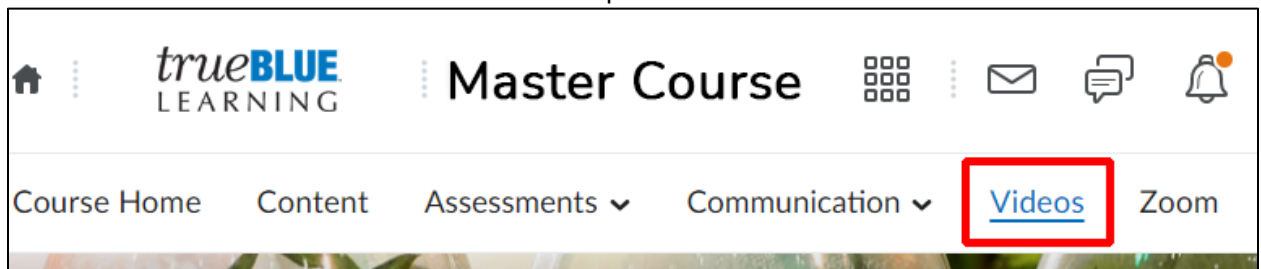 trueBLUE Master Course
LEARNING
Course Home Content Assessments Communication Videos Zoom